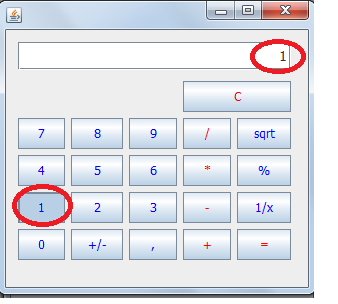 1
C
7 8 9 / sqrt
4 5 6 * %
1 2 3 - 1/x
0 +/- , + =